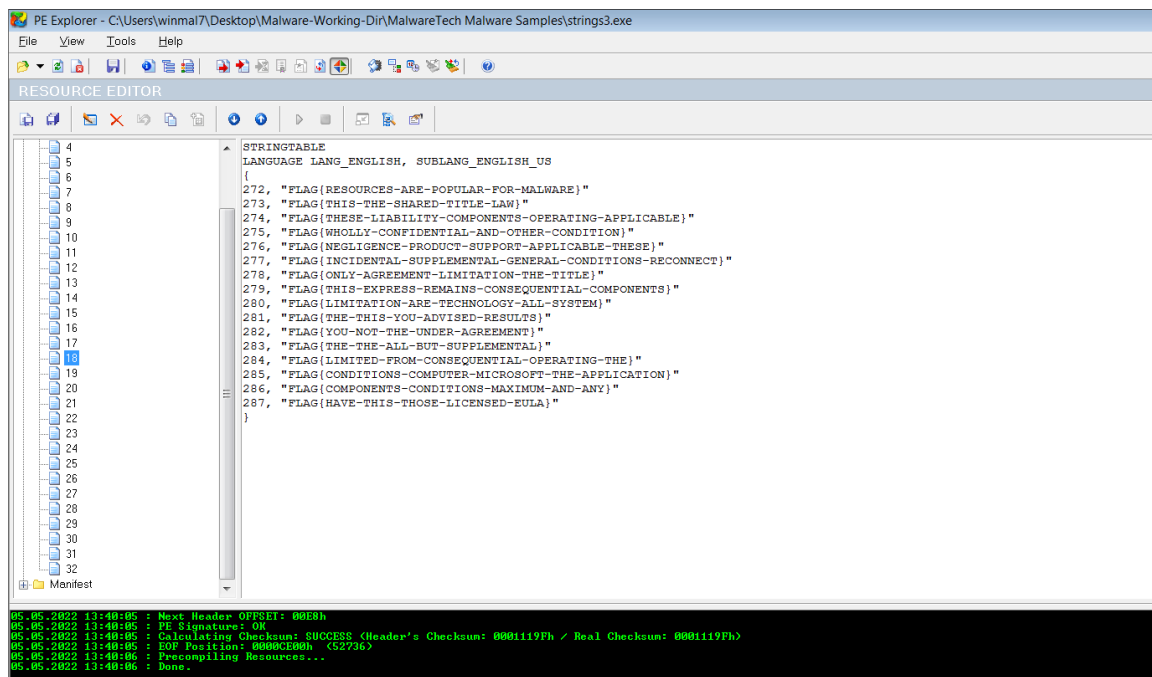 PE Explorer - C:\Users\winmal7\Desktop\Malware-Working-Dir\MalwareTech Malware Samples\strings3.exe
File View Tools Help
RESOURCE EDITOR
4
5
6
7
8
9
10
11
12
13
14
15
16
17
18
19
20
21
22
23
24
25
26
27
28
29
30
31
32
Manifest
STRINGTABLE
LANGUAGE LANG_ENGLISH, SUBLANG_ENGLISH_US
{
272, "FLAG{RESOURCES-ARE-POPULAR-FOR-MALWARE}"
273, "FLAG{THIS-THE-SHARED-TITLE-LAW}"
274, "FLAG{THESE-LIABILITY-COMPONENTS-OPERATING-APPLICABLE}"
275, "FLAG{WHOLLY-CONFIDENTIAL-AND-OTHER-CONDITION}"
276, "FLAG{NEGLIGENCE-PRODUCT-SUPPORT-APPLICABLE-THESE}"
277, "FLAG{INCIDENTAL-SUPPLEMENTAL-GENERAL-CONDITIONS-RECONNECT}"
278, "FLAG{ONLY-AGREEMENT-LIMITATION-THE-TITLE}"
279, "FLAG{THIS-EXPRESS-REMAINS-CONSEQUENTIAL-COMPONENTS}"
280, "FLAG{LIMITATION-ARE-TECHNOLOGY-ALL-SYSTEM}"
281, "FLAG{THE-THIS-YOU-ADVISED-RESULTS}"
282, "FLAG{YOU-NOT-THE-UNDER-AGREEMENT}"
283, "FLAG{THE-THE-ALL-BUT-SUPPLEMENTAL}"
284, "FLAG{LIMITED-FROM-CONSEQUENTIAL-OPERATING-THE}"
285, "FLAG{CONDITIONS-COMPUTER-MICROSOFT-THE-APPLICATION}"
286, "FLAG{COMPONENTS-CONDITIONS-MAXIMUM-AND-ANY}"
287, "FLAG{HAVE-THIS-THOSE-LICENSED-EULA}"
}
05.05.2022 13:40:05 : Next Header OFFSET: 00E8h
05.05.2022 13:40:05 : PE Signature: OK
05.05.2022 13:40:05 : Calculating Checksum: SUCCESS (Header's Checksum: 0001119Fh / Real Checksum: 0001119Fh)
05.05.2022 13:40:05 : EOF Position: 0000CE00h (52736)
05.05.2022 13:40:06 : Precompiling Resources...
05.05.2022 13:40:06 : Done.